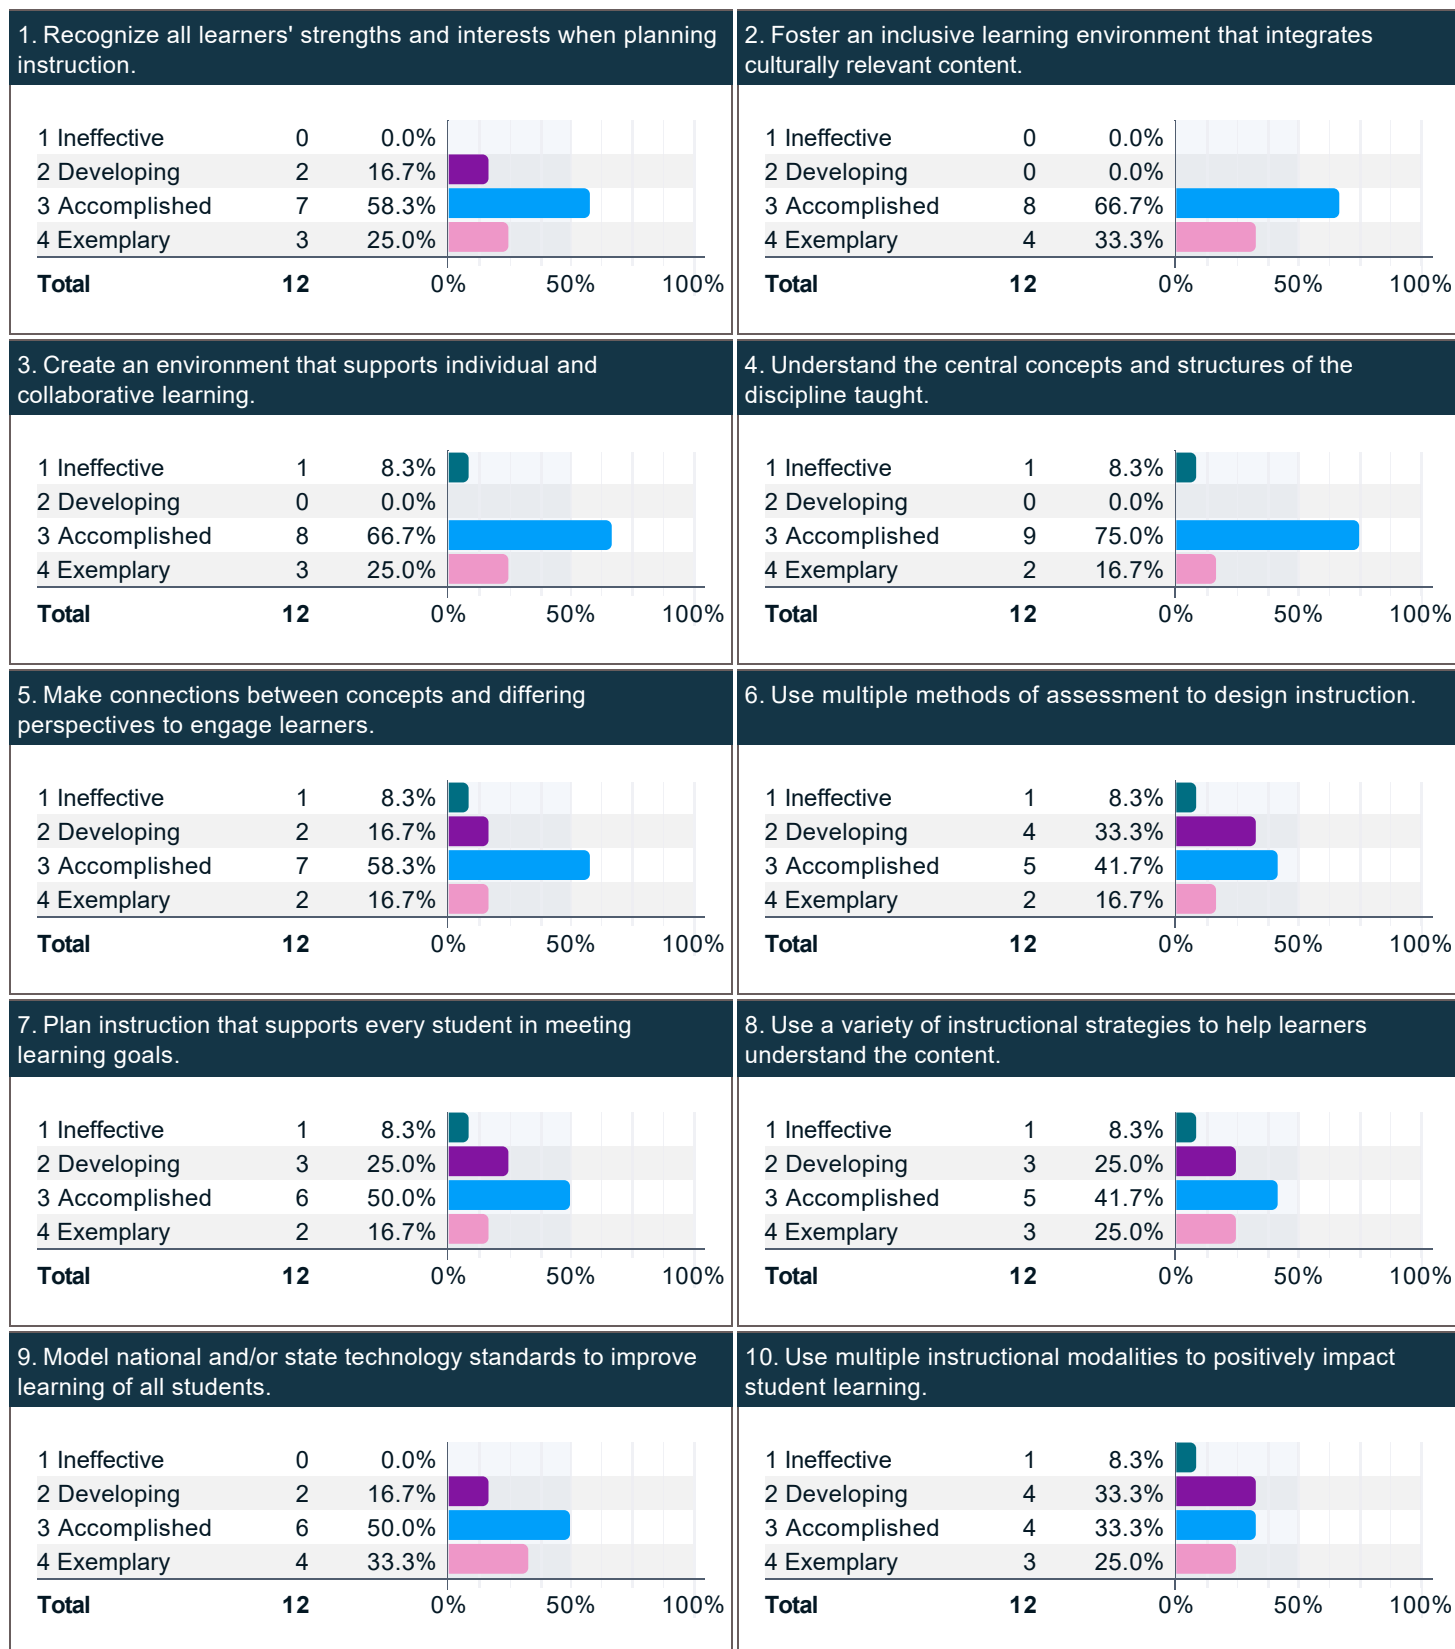 1. Recognize all learners' strengths and interests when planning
instruction.
1 Ineffective 0 0.0%
2 Developing 2 16.7%
3 Accomplished 7 58.3%
4 Exemplary 3 25.0%
Total 12 0% 50% 100%
2. Foster an inclusive learning environment that integrates
culturally relevant content.
1 Ineffective 0 0.0%
2 Developing 0 0.0%
3 Accomplished 8 66.7%
4 Exemplary 4 33.3%
Total 12 0% 50% 100%
3. Create an environment that supports individual and
collaborative learning.
1 Ineffective 1 8.3%
2 Developing 0 0.0%
3 Accomplished 8 66.7%
4 Exemplary 3 25.0%
Total 12 0% 50% 100%
4. Understand the central concepts and structures of the
discipline taught.
1 Ineffective 1 8.3%
2 Developing 0 0.0%
3 Accomplished 9 75.0%
4 Exemplary 2 16.7%
Total 12 0% 50% 100%
5. Make connections between concepts and differing
perspectives to engage learners.
1 Ineffective 1 8.3%
2 Developing 2 16.7%
3 Accomplished 7 58.3%
4 Exemplary 2 16.7%
Total 12 0% 50% 100%
6. Use multiple methods of assessment to design instruction.
1 Ineffective 1 8.3%
2 Developing 4 33.3%
3 Accomplished 5 41.7%
4 Exemplary 2 16.7%
Total 12 0% 50% 100%
7. Plan instruction that supports every student in meeting
learning goals.
1 Ineffective 1 8.3%
2 Developing 3 25.0%
3 Accomplished 6 50.0%
4 Exemplary 2 16.7%
Total 12 0% 50% 100%
8. Use a variety of instructional strategies to help learners
understand the content.
1 Ineffective 1 8.3%
2 Developing 3 25.0%
3 Accomplished 5 41.7%
4 Exemplary 3 25.0%
Total 12 0% 50% 100%
9. Model national and/or state technology standards to improve
learning of all students.
1 Ineffective 0 0.0%
2 Developing 2 16.7%
3 Accomplished 6 50.0%
4 Exemplary 4 33.3%
Total 12 0% 50% 100%
10. Use multiple instructional modalities to positively impact
student learning.
1 Ineffective 1 8.3%
2 Developing 4 33.3%
3 Accomplished 4 33.3%
4 Exemplary 3 25.0%
Total 12 0% 50% 100%